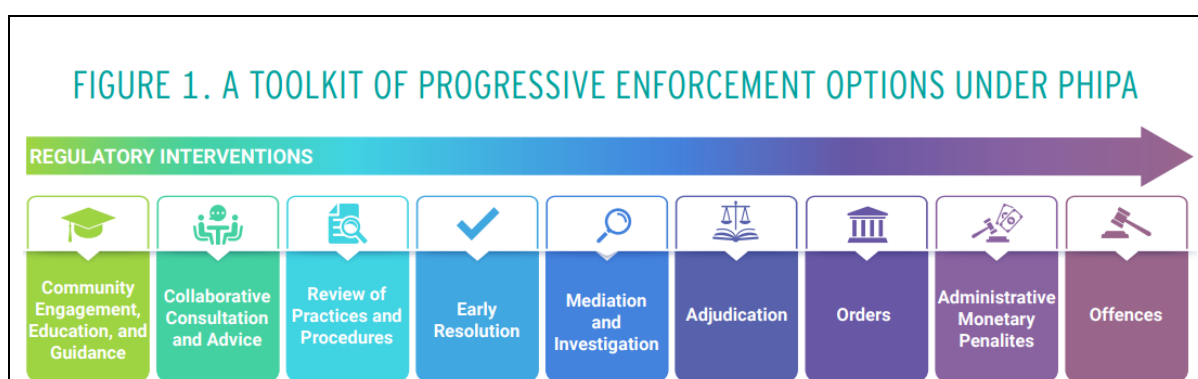 FIGURE 1. A TOOLKIT OF PROGRESSIVE ENFORCEMENT OPTIONS UNDER PHIPA
REGULATORY INTERVENTIONS
Community
Engagement,
Education, and
Guidance
Collaborative
Consultation
and Advice
Review of
Practices and
Procedures
Early
Resolution
Mediation
and
Investigation
Adjudication
Orders
Administrative
Monetary
Penalites
Offences